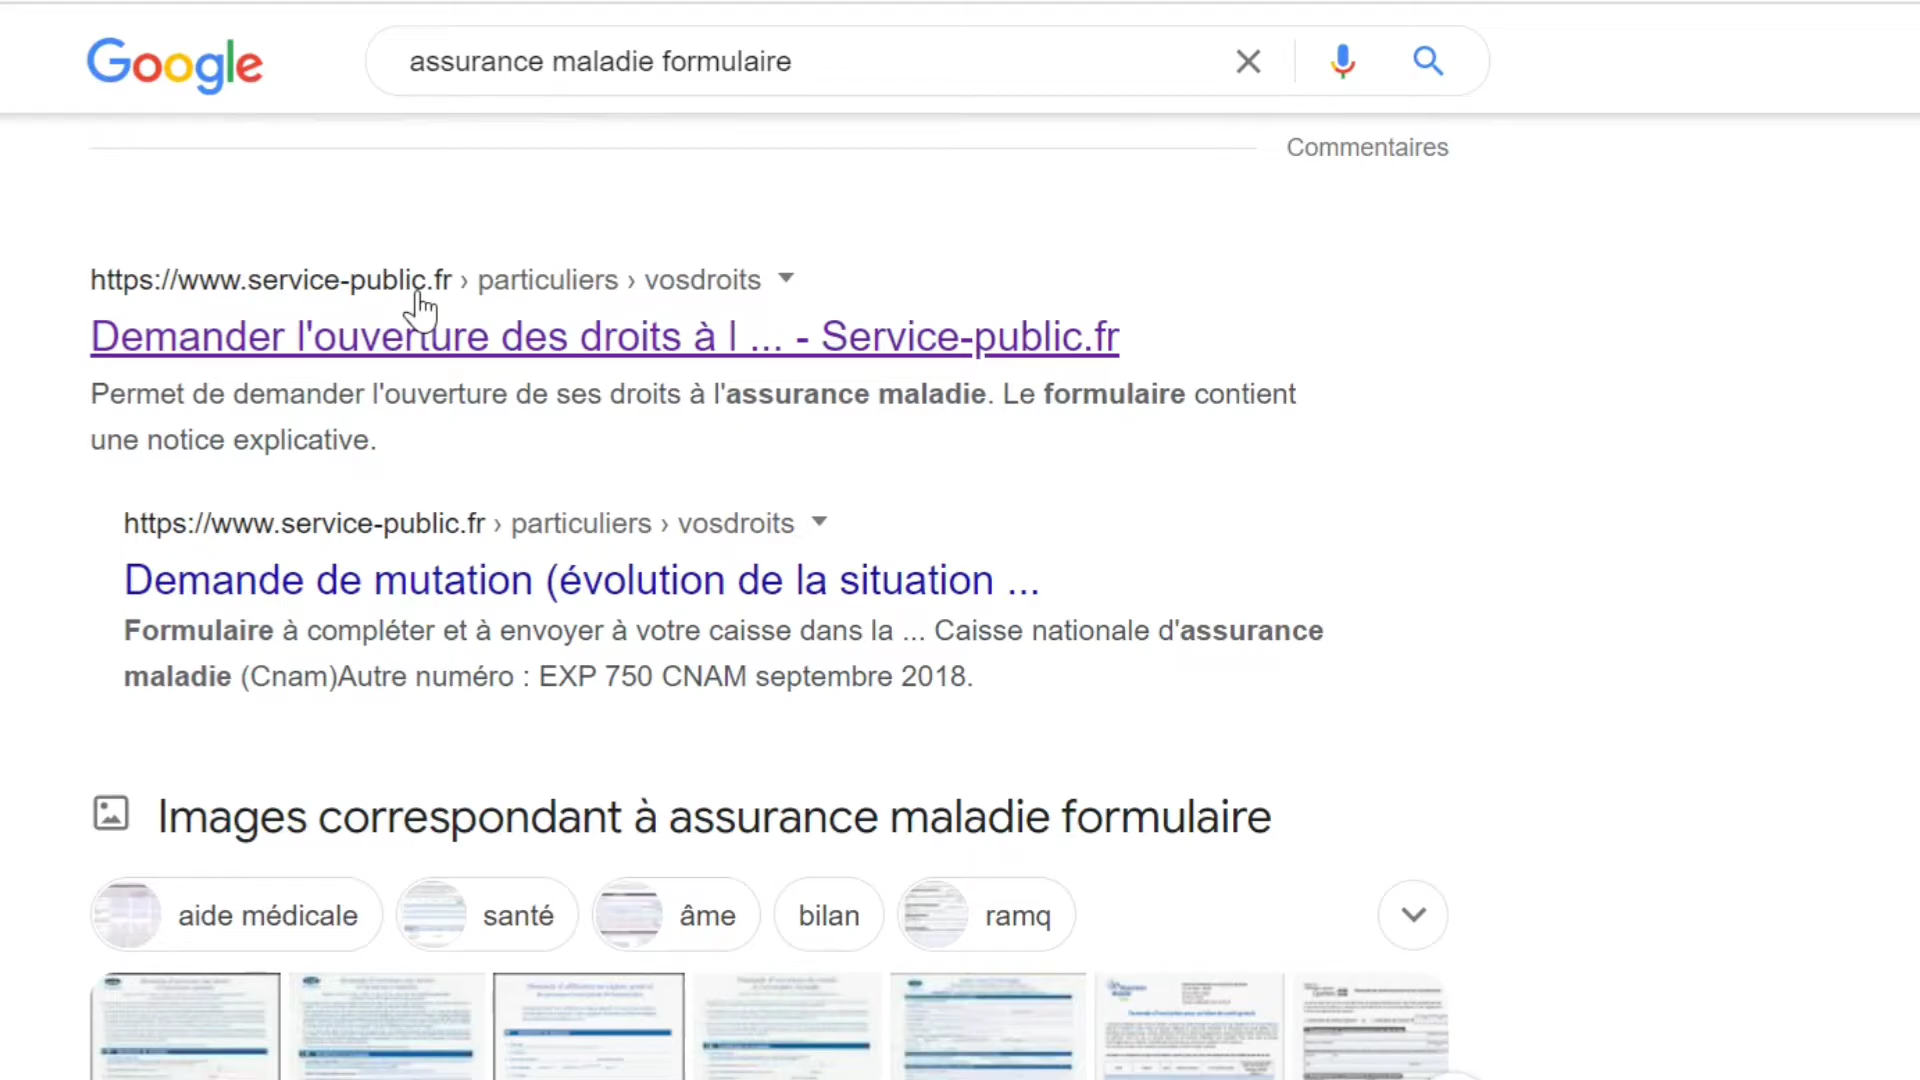 Google
assurance maladie formulaire
Commentaires
https://www.service-public.fr › particuliers › vosdroits
Demander l'ouverture des droits à l ... - Service-public.fr
Permet de demander l'ouverture de ses droits à l'assurance maladie. Le formulaire contient
une notice explicative.
https://www.service-public.fr › particuliers › vosdroits
Demande de mutation (évolution de la situation ...
Formulaire à compléter et à envoyer à votre caisse dans la ... Caisse nationale d'assurance
maladie (Cnam)Autre numéro : EXP 750 CNAM septembre 2018.
Images correspondant à assurance maladie formulaire
aide médicale
santé
âme
bilan
ramq